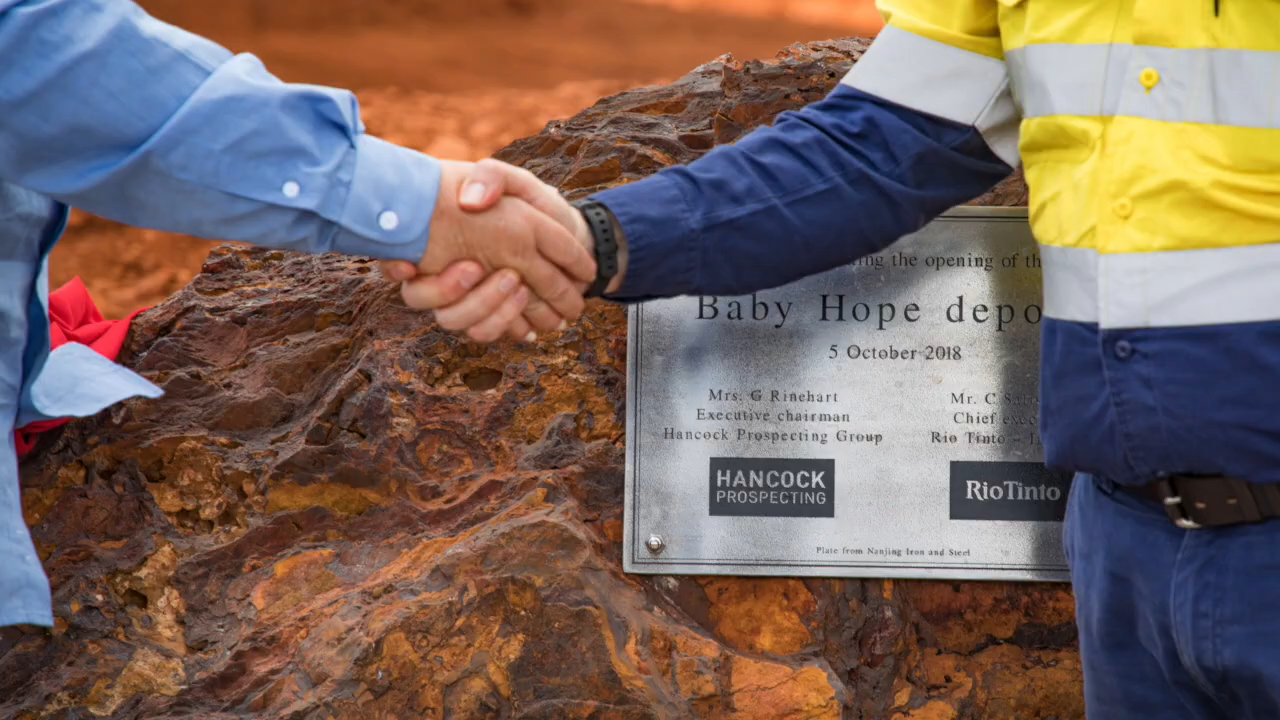 the opening of th
Baby Hope depo
5 October 2018
Mrs. G Rinehart
Executive chairman
Hancock Prospecting Group
Mr. C
Chief
Rio Tinto
HANCOCK
PROSPECTING
RioTinto
Plate from Nanjing Iron and Steel